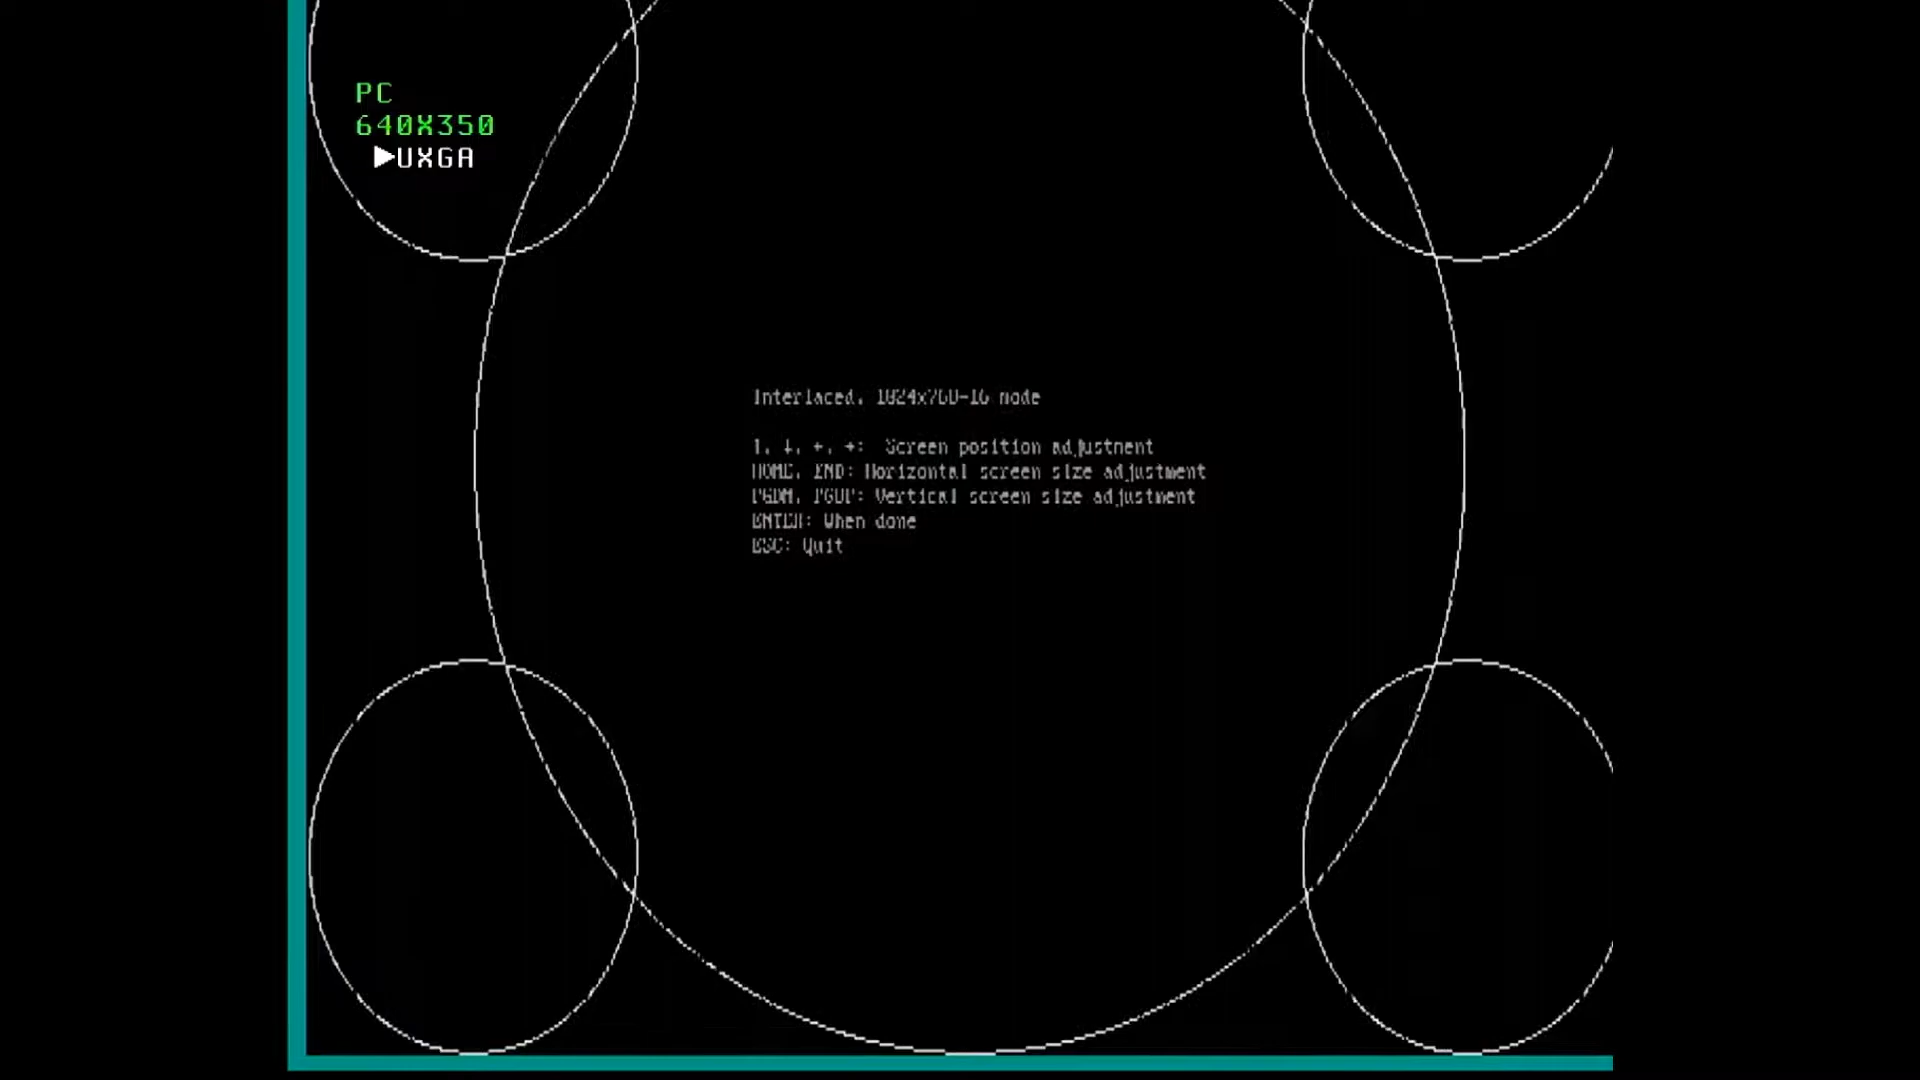 PC
640X350
▶UXGA
Interlaced, 1024x768-16 mode
↑, ↓, ←, →: Screen position adjustment
HOME, END: Horizontal screen size adjustment
PGDN, PGUP: Vertical screen size adjustment
ENTER: When done
ESC: Quit